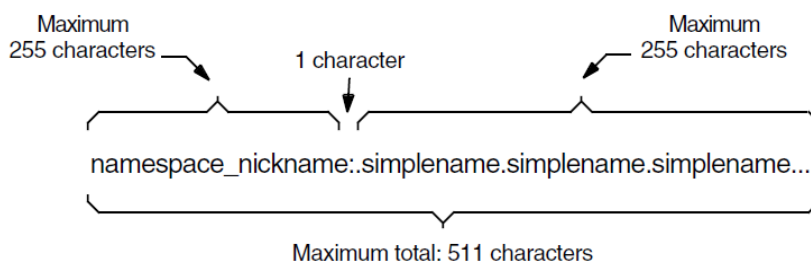 Maximum
255 characters
1 character
Maximum
255 characters
namespace_nickname:.simplename.simplename.simplename...
Maximum total: 511 characters